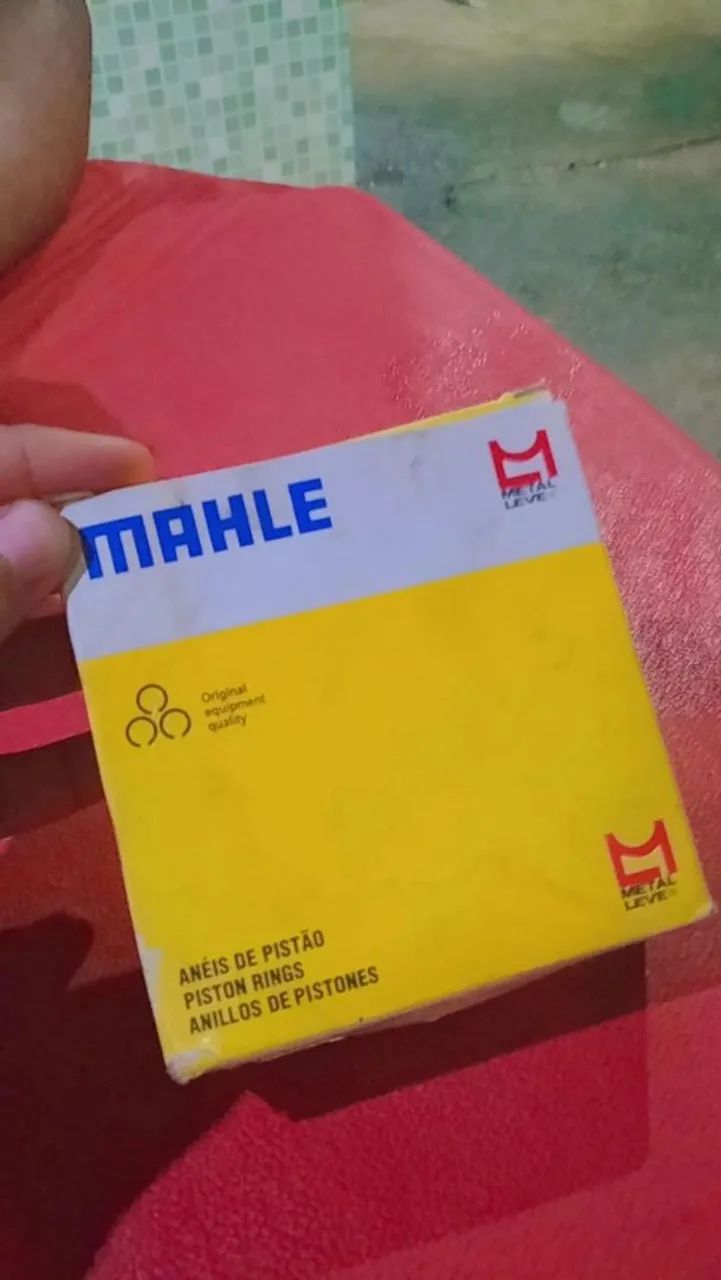 MAHLE
METAL
LEVE
Original
equipment
quality
METAL
LEVE
ANÉIS DE PISTÃO
PISTON RINGS
ANILLOS DE PISTONES